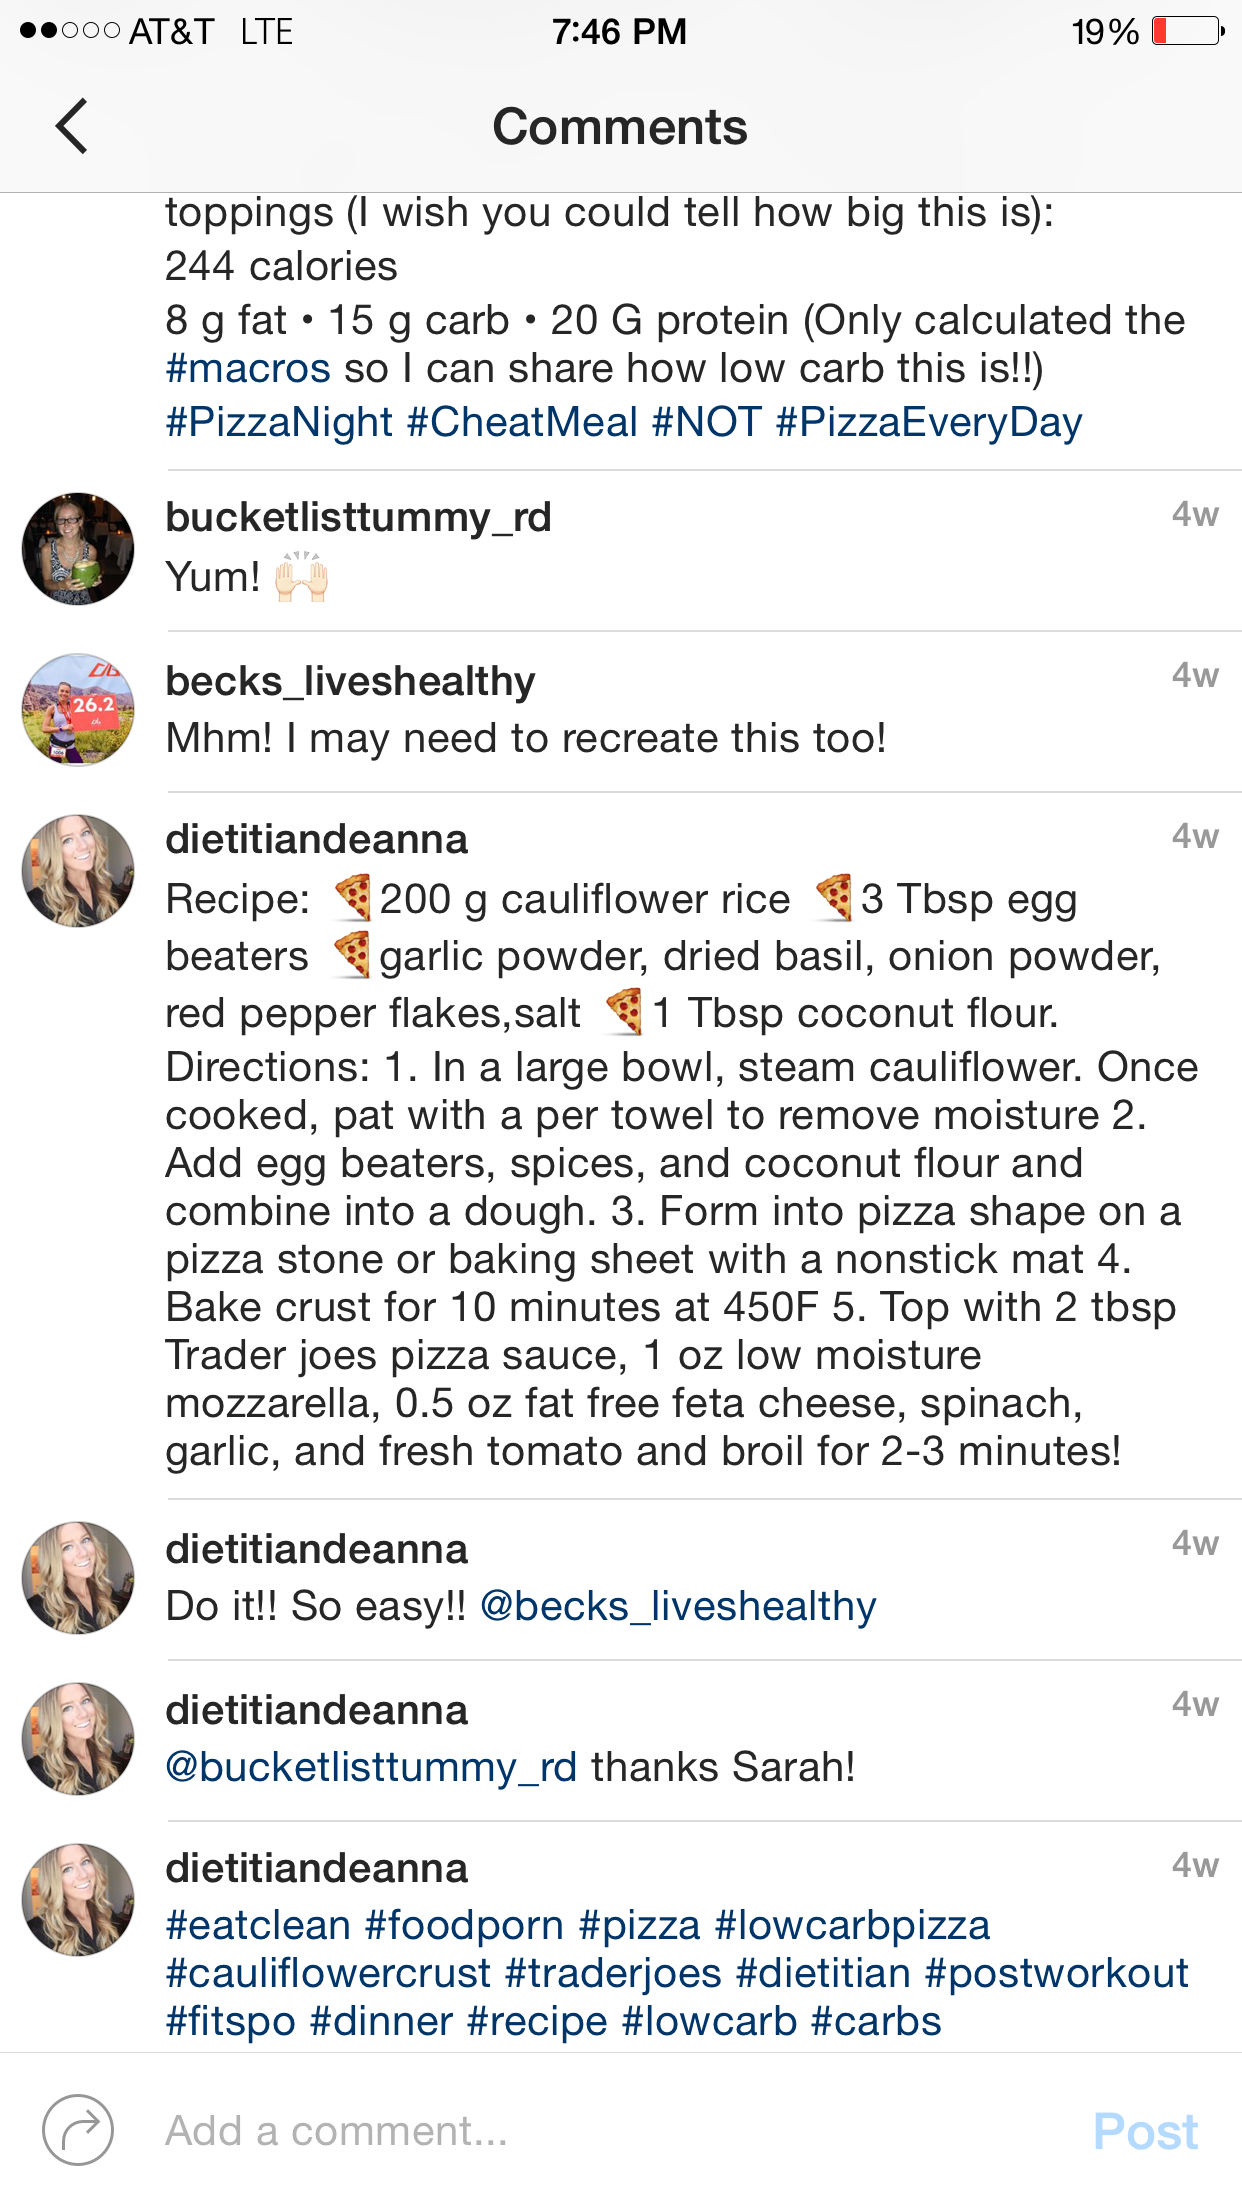 AT&T LTE 7:46 PM 19%
Comments
toppings (I wish you could tell how big this is):
244 calories
8 g fat • 15 g carb • 20 G protein (Only calculated the
#macros so I can share how low carb this is!!)
#PizzaNight #CheatMeal #NOT #PizzaEveryDay
bucketlisttummy_rd 4w
Yum! 🙌🏻
becks_liveshealthy 4w
26.2
Mhm! I may need to recreate this too!
dietitiandeanna 4w
Recipe: 🍕200 g cauliflower rice 🍕3 Tbsp egg
beaters 🍕garlic powder, dried basil, onion powder,
red pepper flakes,salt 🍕1 Tbsp coconut flour.
Directions: 1. In a large bowl, steam cauliflower. Once
cooked, pat with a per towel to remove moisture 2.
Add egg beaters, spices, and coconut flour and
combine into a dough. 3. Form into pizza shape on a
pizza stone or baking sheet with a nonstick mat 4.
Bake crust for 10 minutes at 450F 5. Top with 2 tbsp
Trader joes pizza sauce, 1 oz low moisture
mozzarella, 0.5 oz fat free feta cheese, spinach,
garlic, and fresh tomato and broil for 2-3 minutes!
dietitiandeanna 4w
Do it!! So easy!! @becks_liveshealthy
dietitiandeanna 4w
@bucketlisttummy_rd thanks Sarah!
dietitiandeanna 4w
#eatclean #foodporn #pizza #lowcarbpizza
#cauliflowercrust #traderjoes #dietitian #postworkout
#fitspo #dinner #recipe #lowcarb #carbs
Add a comment... Post